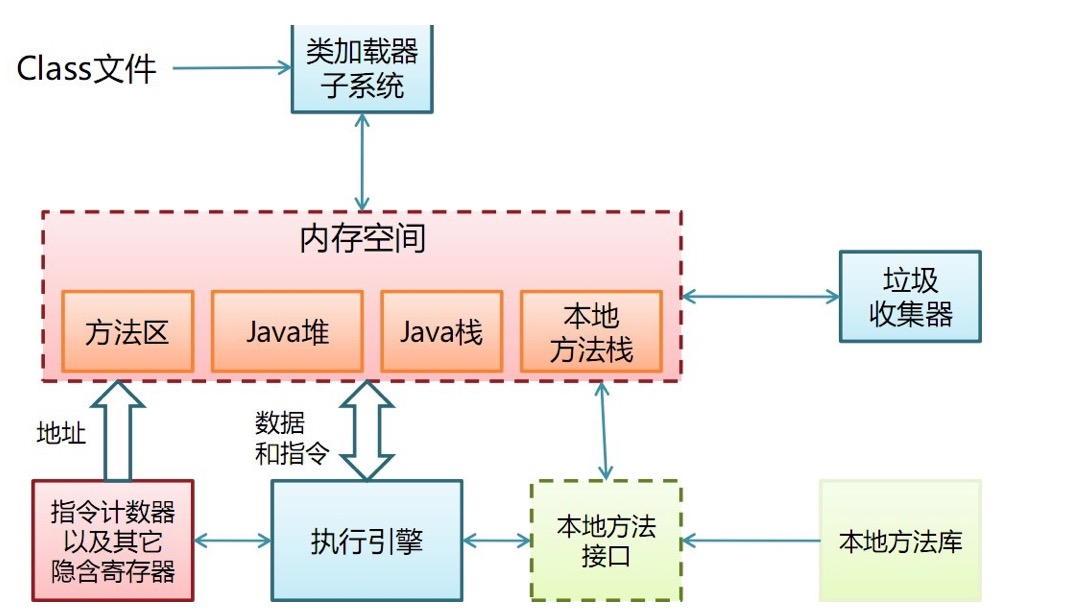 Class文件
类加载器
子系统
内存空间
方法区
Java堆
Java栈
本地
方法栈
垃圾
收集器
地址
数据
和指令
指令计数器
以及其它
隐含寄存器
执行引擎
本地方法
接口
本地方法库